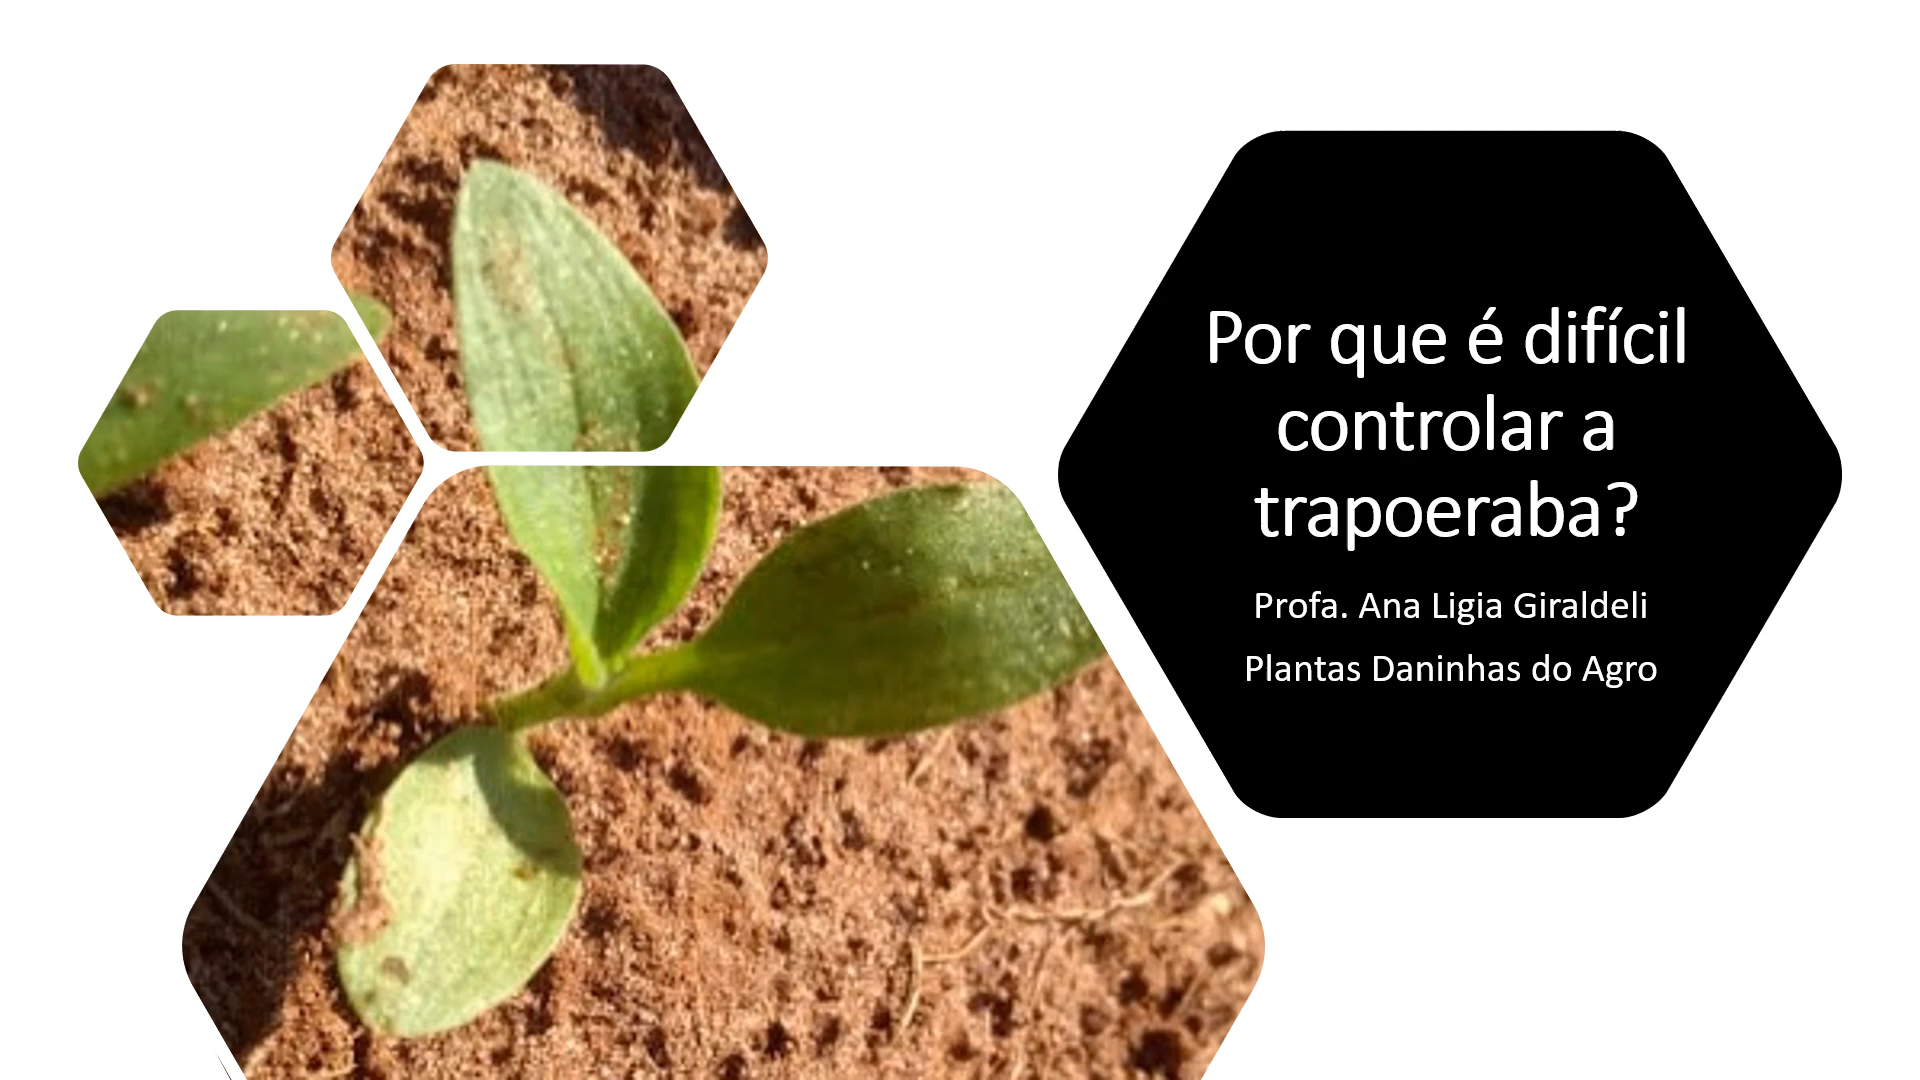 Por que é difícil
controlar a
trapoeraba?
Profa. Ana Ligia Giraldeli
Plantas Daninhas do Agro